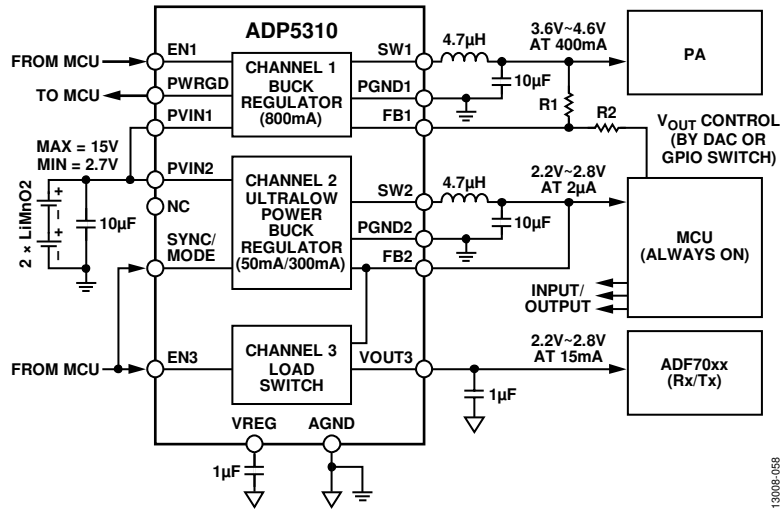 ADP5310
FROM MCU
EN1
TO MCU
PWRGD
PVIN1
CHANNEL 1
BUCK
REGULATOR
(800mA)
SW1
PGND1
FB1
4.7µH
10µF
3.6V~4.6V
AT 400mA
R1
R2
PA
VOUT CONTROL
(BY DAC OR
GPIO SWITCH)
MAX = 15V
MIN = 2.7V
PVIN2
NC
SYNC/
MODE
2 × LiMnO2
+
–
+
–
10µF
CHANNEL 2
ULTRALOW
POWER
BUCK
REGULATOR
(50mA/300mA)
SW2
PGND2
FB2
4.7µH
10µF
2.2V~2.8V
AT 2µA
MCU
(ALWAYS ON)
INPUT/
OUTPUT
FROM MCU
EN3
CHANNEL 3
LOAD
SWITCH
VOUT3
2.2V~2.8V
AT 15mA
1µF
ADF70xx
(Rx/Tx)
VREG
AGND
1µF
13008-058